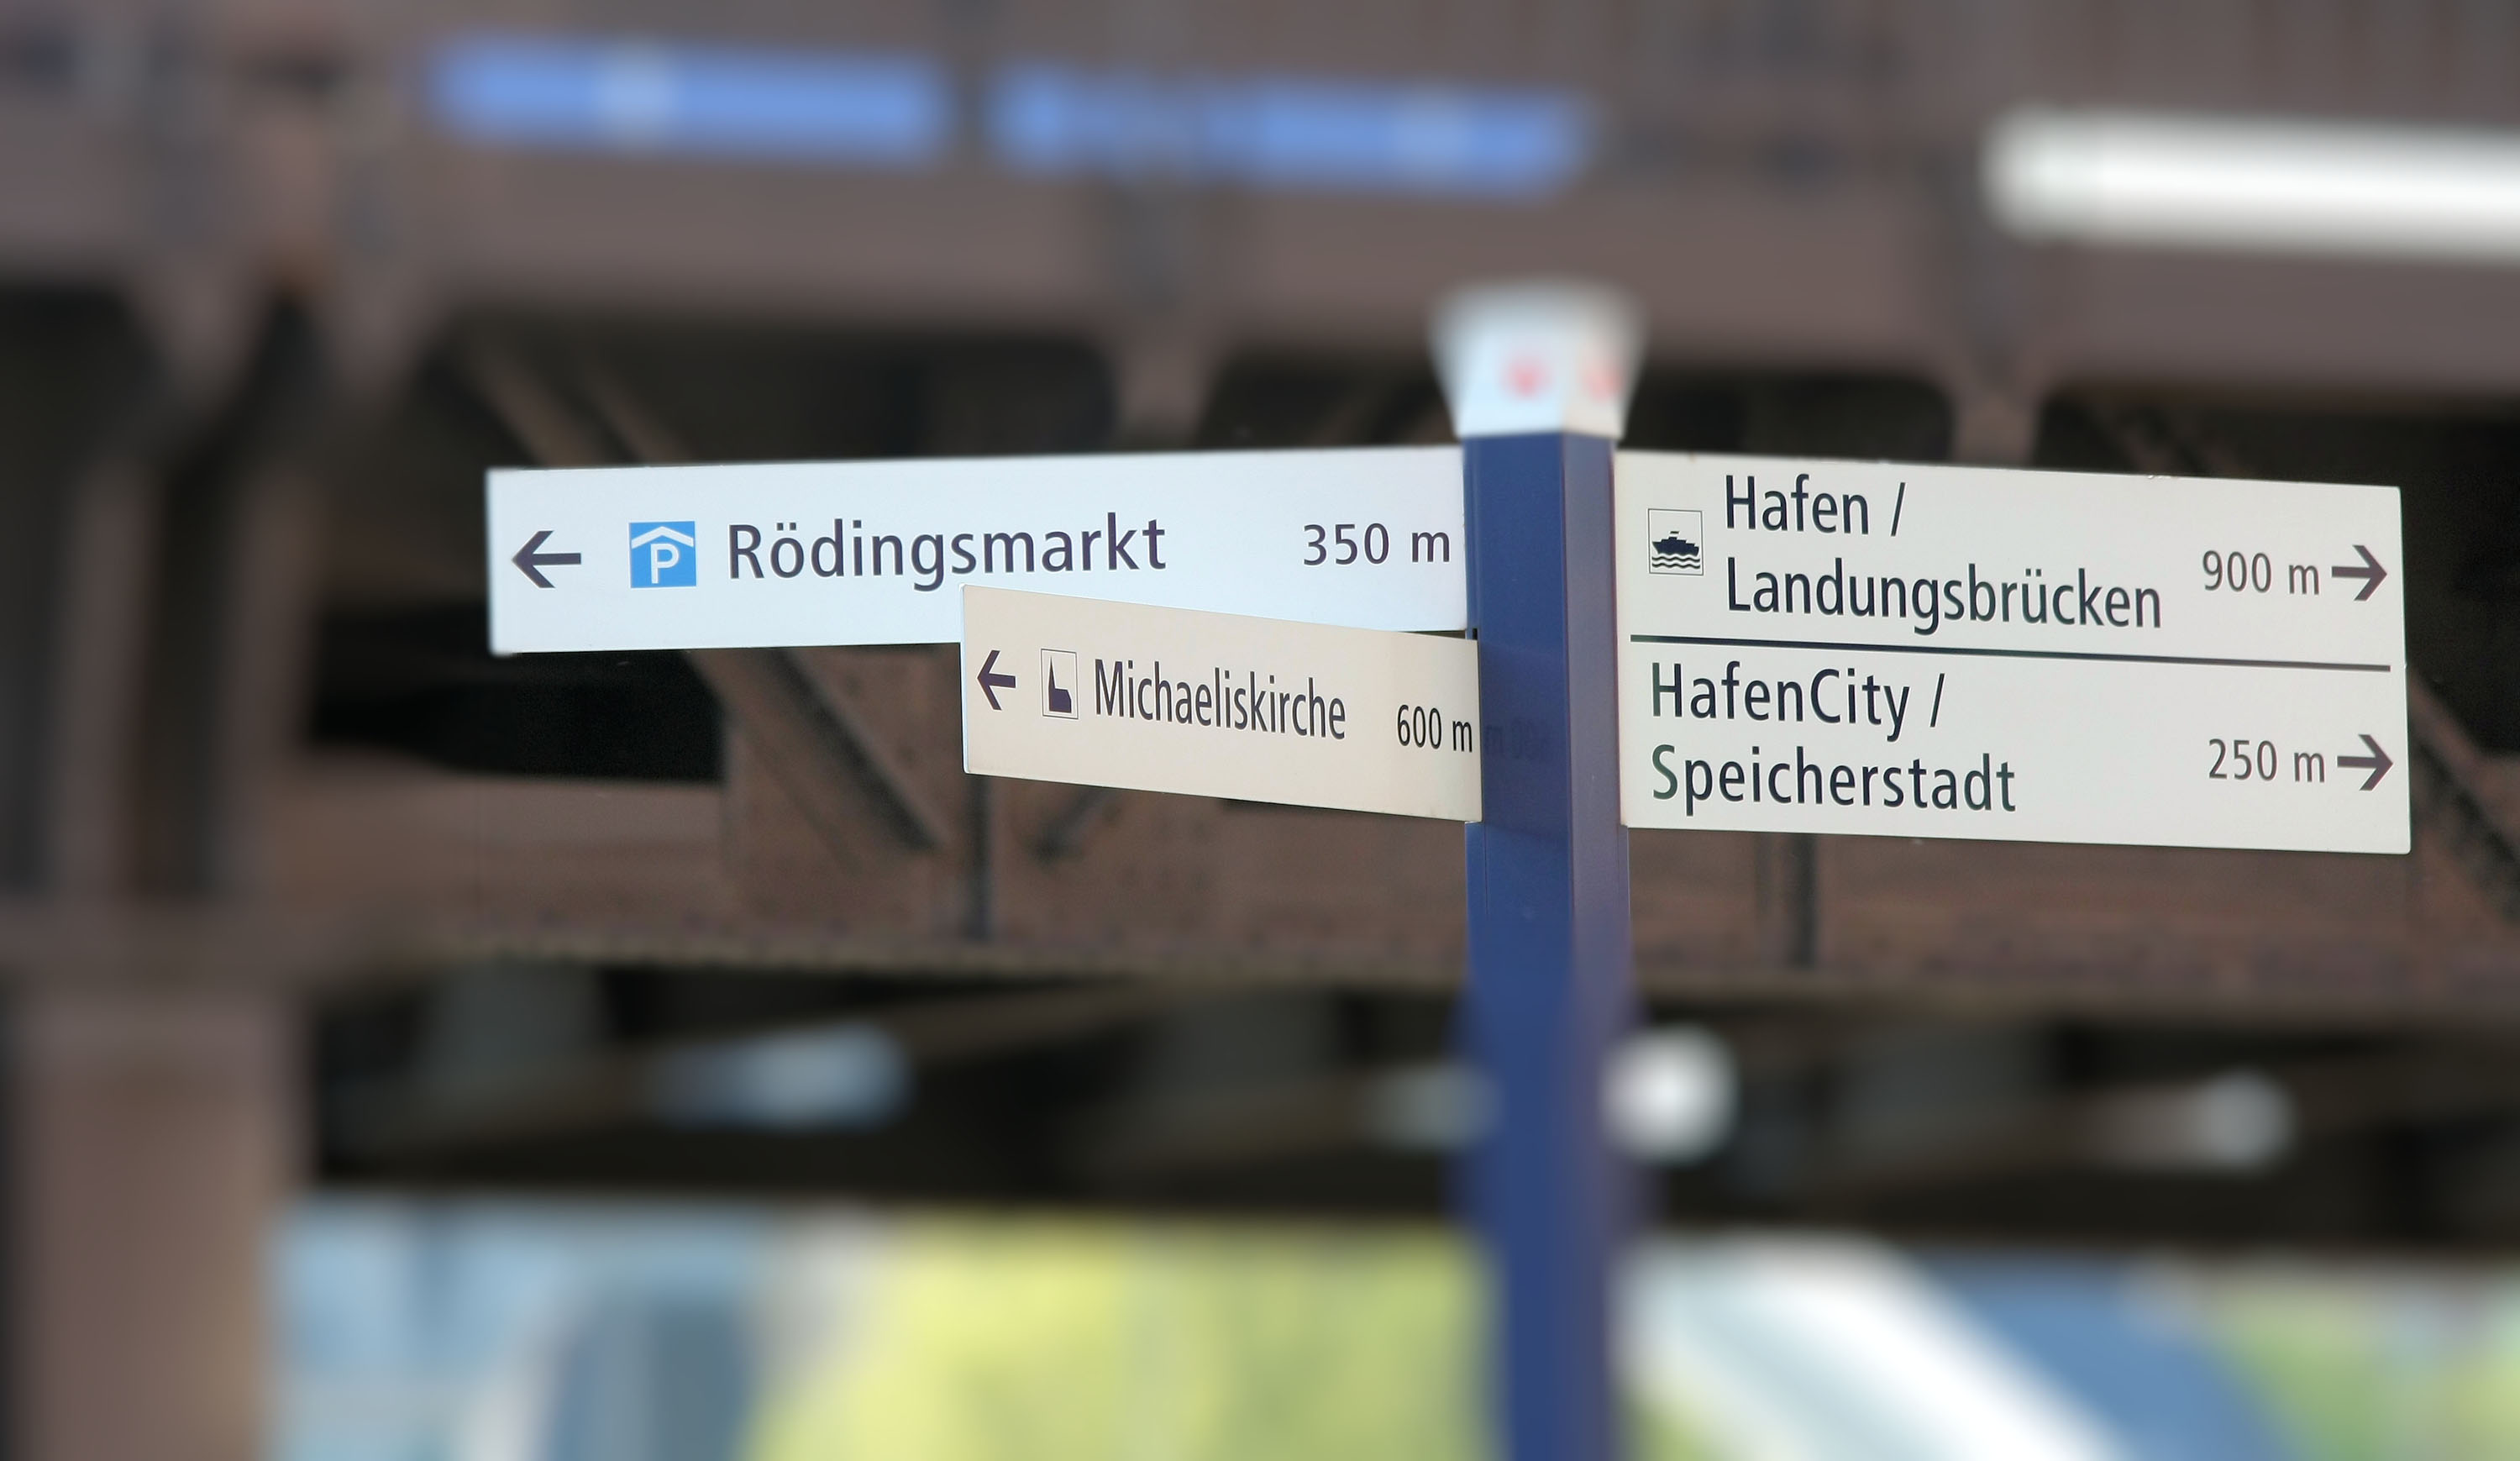 P Rödingsmarkt 350 m
Michaeliskirche 600 m
Hafen /
Landungsbrücken 900 m
HafenCity /
Speicherstadt 250 m